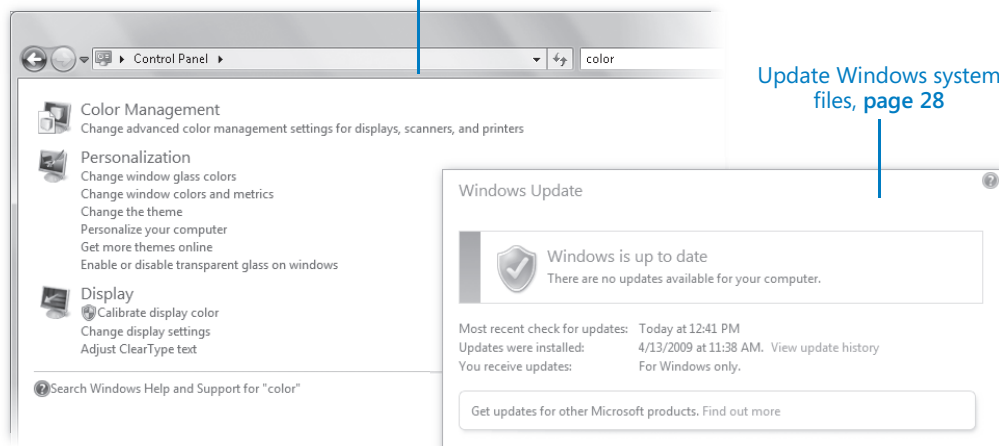 Control Panel
color
Color Management
Change advanced color management settings for displays, scanners, and printers
Personalization
Change window glass colors
Change window colors and metrics
Change the theme
Personalize your computer
Get more themes online
Enable or disable transparent glass on windows
Display
Calibrate display color
Change display settings
Adjust ClearType text
?Search Windows Help and Support for "color"
Update Windows system
files, page 28
?
Windows Update
Windows is up to date
There are no updates available for your computer.
Most recent check for updates: Today at 12:41 PM
Updates were installed: 4/13/2009 at 11:38 AM. View update history
You receive updates: For Windows only.
Get updates for other Microsoft products. Find out more